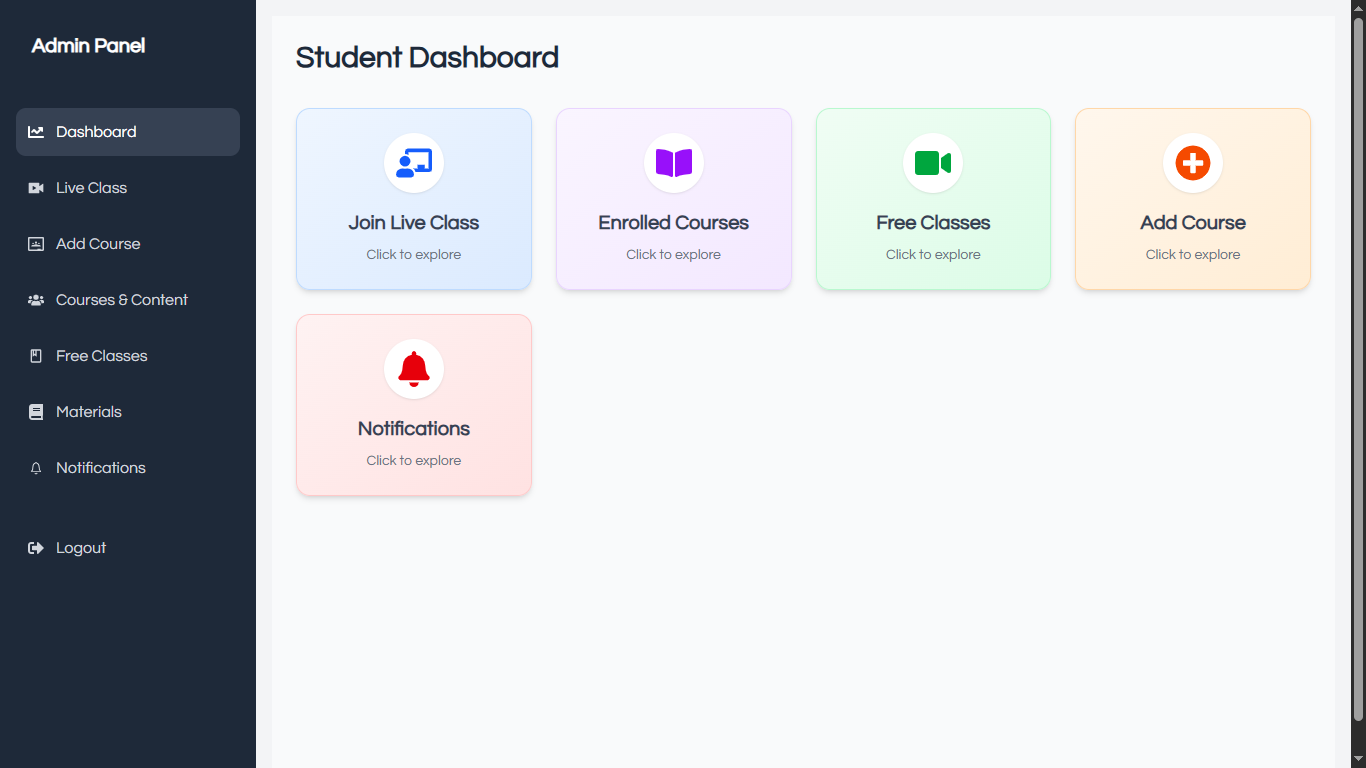 Admin Panel
Dashboard
Live Class
Add Course
Courses & Content
Free Classes
Materials
Notifications
Logout
Student Dashboard
Join Live Class
Click to explore
Enrolled Courses
Click to explore
Free Classes
Click to explore
Add Course
Click to explore
Notifications
Click to explore